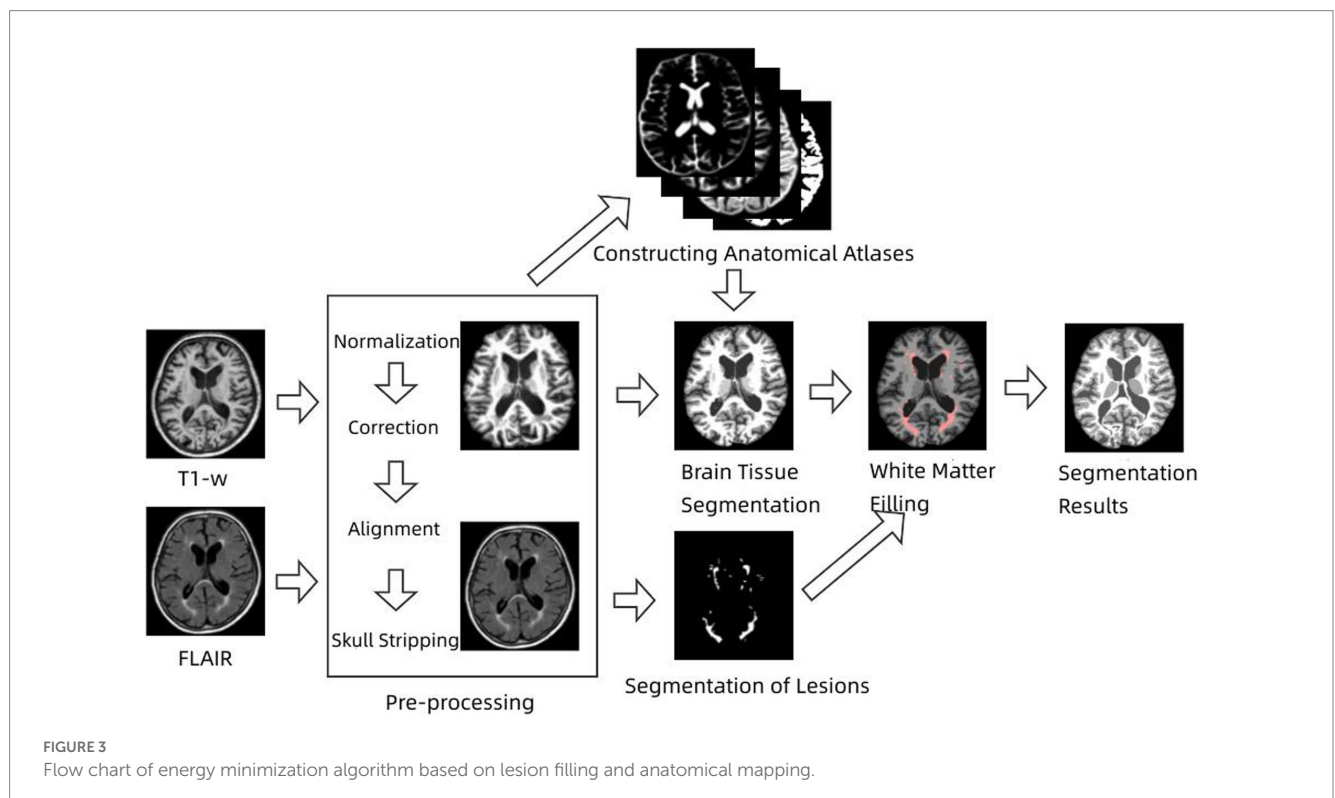 Constructing Anatomical Atlases
Normalization
Correction
Alignment
Skull Stripping
T1-w
FLAIR
Pre-processing
Brain Tissue
Segmentation
White Matter
Filling
Segmentation
Results
Segmentation of Lesions
FIGURE 3
Flow chart of energy minimization algorithm based on lesion filling and anatomical mapping.